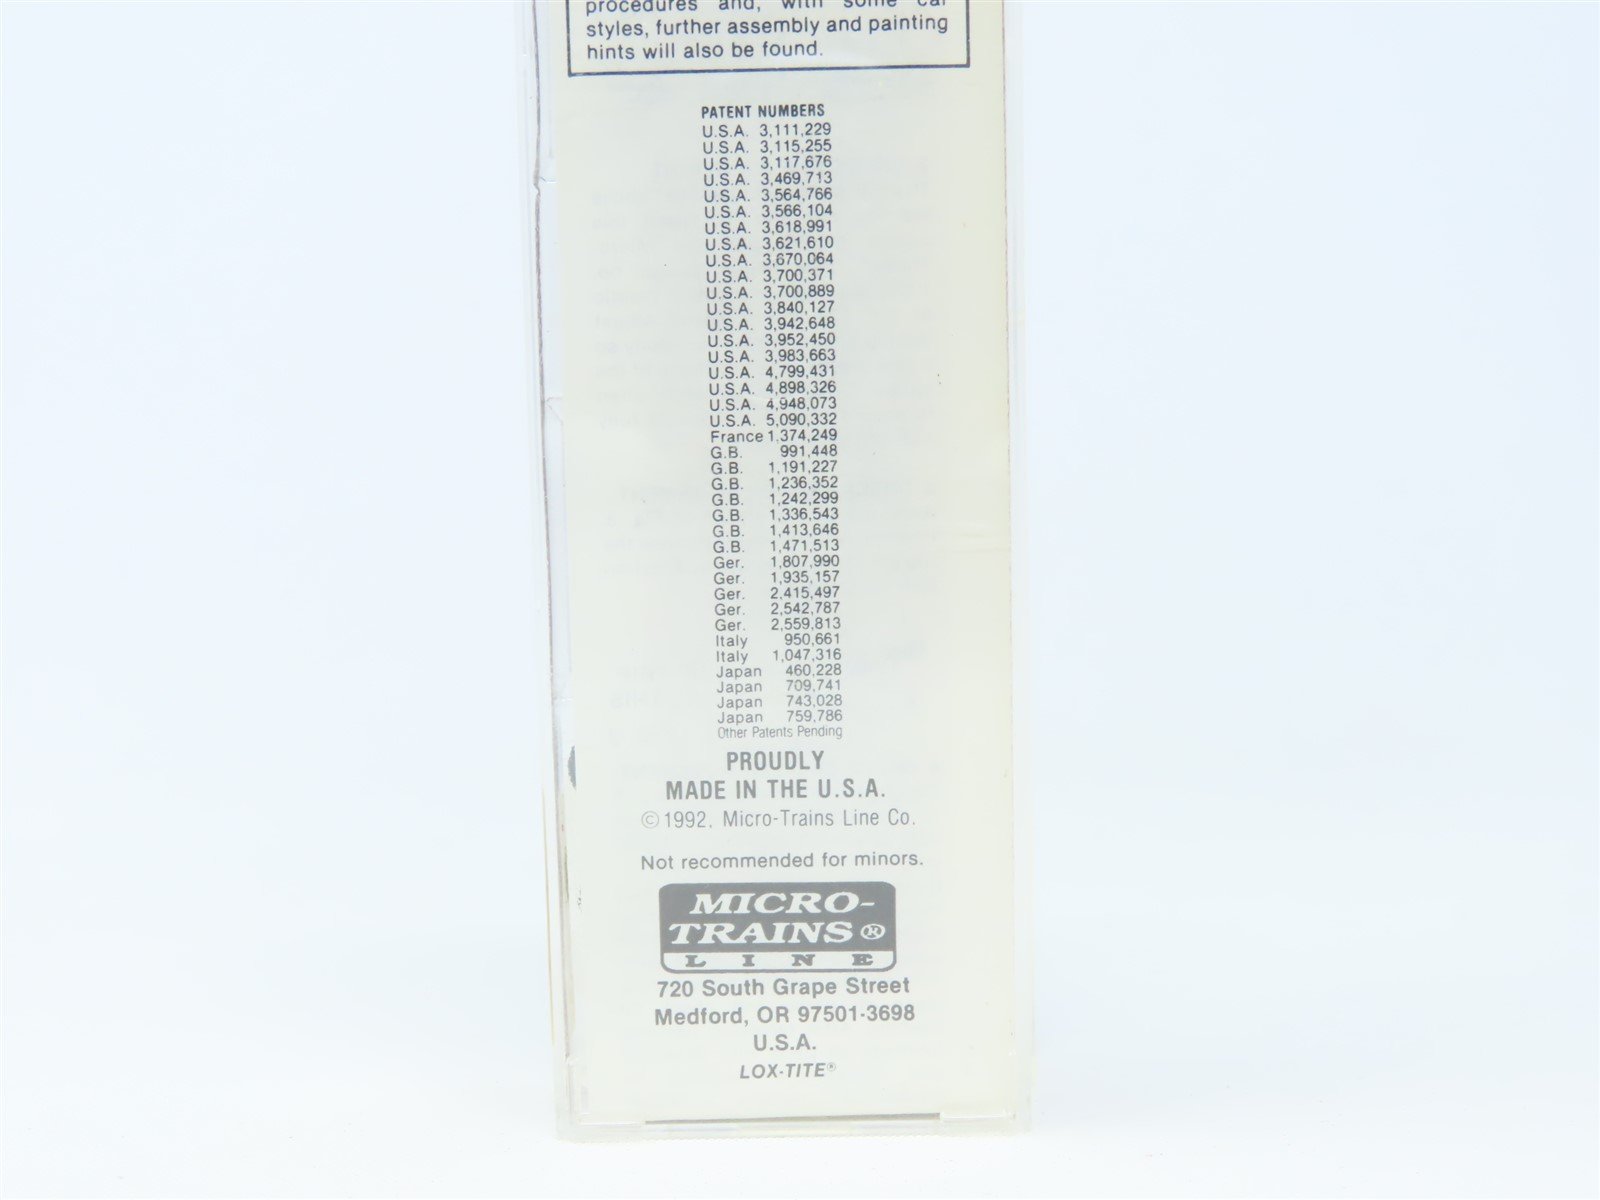 procedures and, with some car
styles, further assembly and painting
hints will also be found.
PATENT NUMBERS
U.S.A. 3,111,229
U.S.A. 3,115,255
U.S.A. 3,117,676
U.S.A. 3,469,713
U.S.A. 3,564,766
U.S.A. 3,566,104
U.S.A. 3,618,991
U.S.A. 3,621,610
U.S.A. 3,670,064
U.S.A. 3,700,371
U.S.A. 3,700,889
U.S.A. 3,840,127
U.S.A. 3,942,648
U.S.A. 3,952,450
U.S.A. 3,983,663
U.S.A. 4,799,431
U.S.A. 4,898,326
U.S.A. 4,948,073
U.S.A. 5,090,332
France 1,374,249
G.B. 991,448
G.B. 1,191,227
G.B. 1,236,352
G.B. 1,242,299
G.B. 1,336,543
G.B. 1,413,646
G.B. 1,471,513
Ger. 1,807,990
Ger. 1,935,157
Ger. 2,415,497
Ger. 2,542,787
Ger. 2,559,813
Italy 950,661
Italy 1,047,316
Japan 460,228
Japan 709,741
Japan 743,028
Japan 759,786
Other Patents Pending
PROUDLY
MADE IN THE U.S.A.
©1992, Micro-Trains Line Co.
Not recommended for minors.
MICRO-
TRAINS®
LINE
720 South Grape Street
Medford, OR 97501-3698
U.S.A.
LOX-TITE®